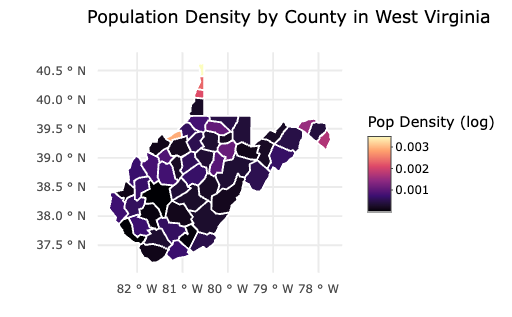 Population Density by County in West Virginia
40.5 ° N
40.0 ° N
39.5 ° N
39.0 ° N
38.5 ° N
38.0 ° N
37.5 ° N
82 ° W 81 ° W 80 ° W 79 ° W 78 ° W
Pop Density (log)
0.003
0.002
0.001